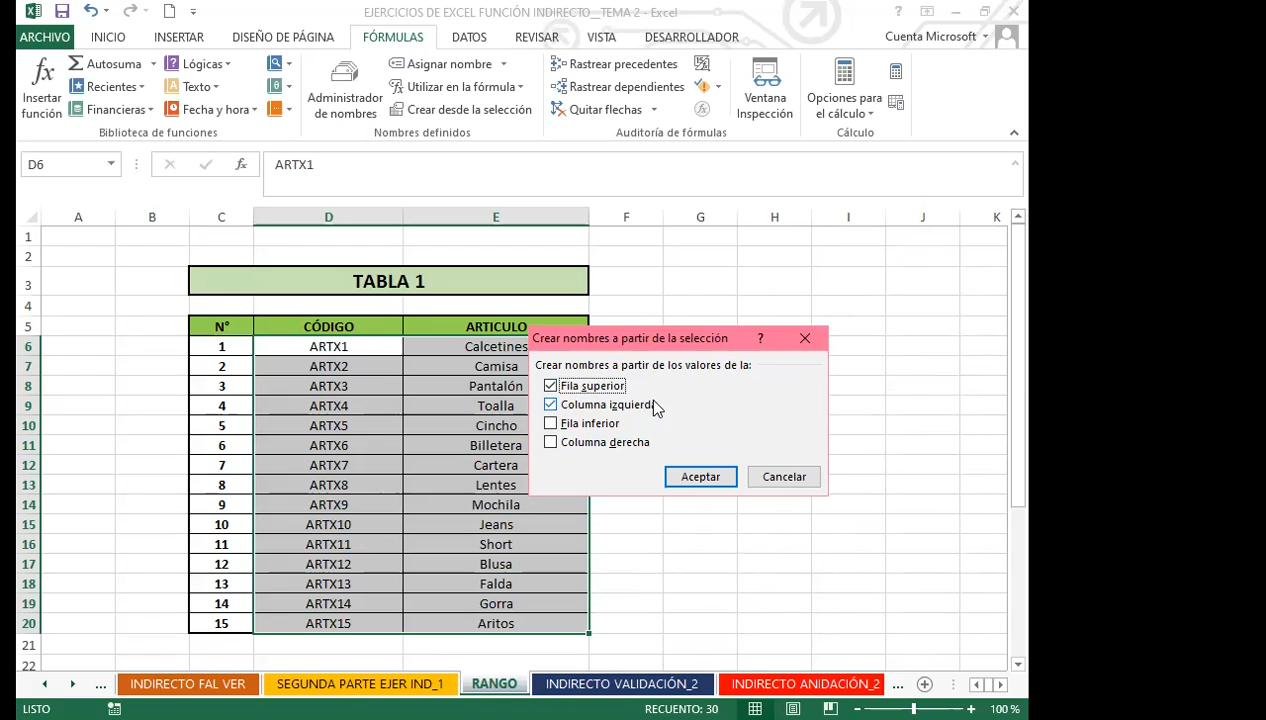 EJERCICIOS DE EXCEL FUNCIÓN INDIRECTO_TEMA 2 - Excel
?
ARCHIVO INICIO INSERTAR DISEÑO DE PÁGINA FÓRMULAS DATOS REVISAR VISTA DESARROLLADOR Cuenta Microsoft
fx Insertar función
Autosuma
Recientes
Financieras
Lógicas
Texto
Fecha y hora
Biblioteca de funciones
Administrador de nombres
Asignar nombre
Utilizar en la fórmula
Crear desde la selección
Nombres definidos
Rastrear precedentes
Rastrear dependientes
Quitar flechas
Ventana Inspección
Auditoría de fórmulas
Opciones para el cálculo
Cálculo
D6 fx ARTX1
A B C D E F G H I J K
1
2
3 TABLA 1
4
5 N° CÓDIGO ARTICULO
6 1 ARTX1 Calcetines
7 2 ARTX2 Camisa
8 3 ARTX3 Pantalón
9 4 ARTX4 Toalla
10 5 ARTX5 Cincho
11 6 ARTX6 Billetera
12 7 ARTX7 Cartera
13 8 ARTX8 Lentes
14 9 ARTX9 Mochila
15 10 ARTX10 Jeans
16 11 ARTX11 Short
17 12 ARTX12 Blusa
18 13 ARTX13 Falda
19 14 ARTX14 Gorra
20 15 ARTX15 Aritos
21
22
Crear nombres a partir de la selección ?
Crear nombres a partir de los valores de la:
Fila superior
Columna izquierda
Fila inferior
Columna derecha
Aceptar Cancelar
... INDIRECTO FAL VER SEGUNDA PARTE EJER IND_1 RANGO INDIRECTO VALIDACIÓN_2 INDIRECTO ANIDACIÓN_2 ...
LISTO RECUENTO: 30 100 %